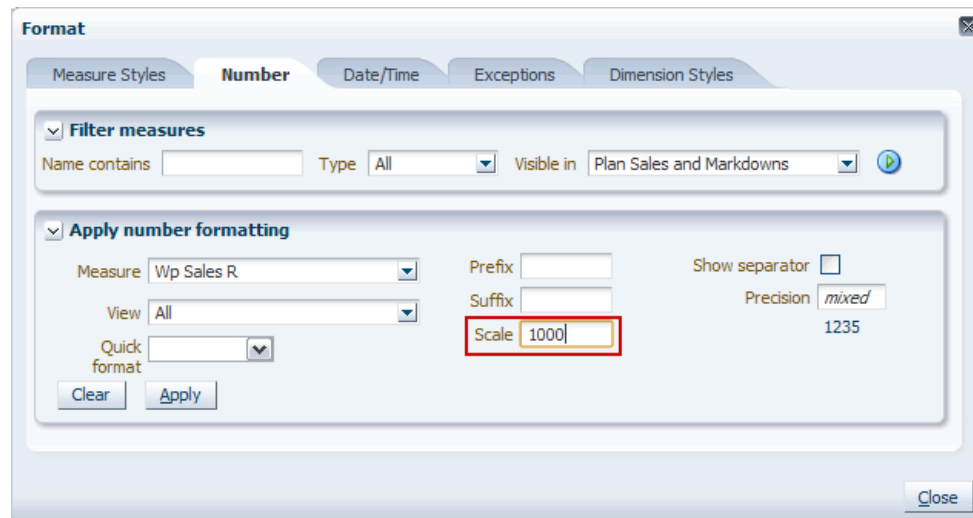 Format
Measure Styles Number Date/Time Exceptions Dimension Styles
Filter measures
Name contains Type All Visible in Plan Sales and Markdowns
Apply number formatting
Measure Wp Sales R Prefix Show separator
View All Suffix Precision mixed
Quick format Scale 1000 1235
Clear Apply
Close